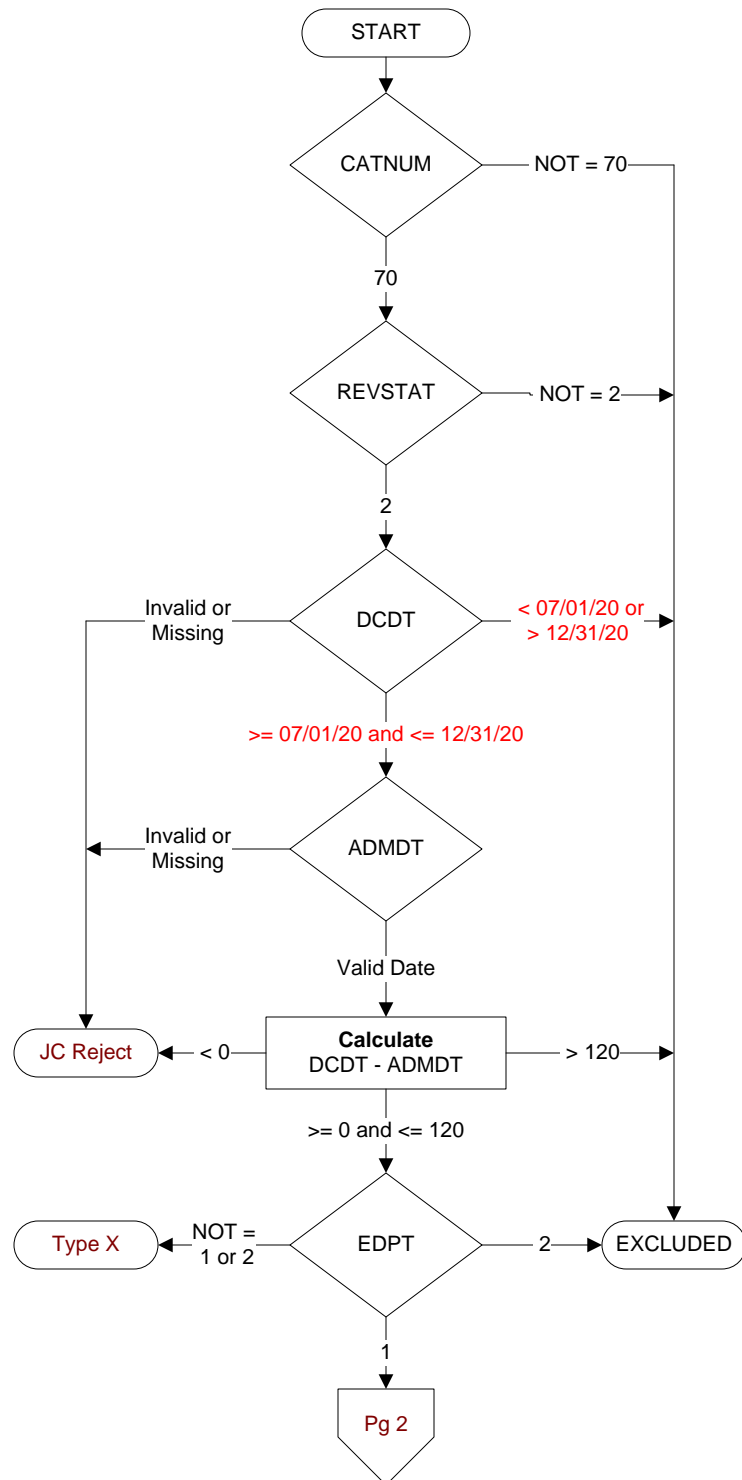 START
CATNUM
NOT = 70
70
REVSTAT
NOT = 2
2
Invalid or
Missing
DCDT
< 07/01/20 or
> 12/31/20
>= 07/01/20 and <= 12/31/20
Invalid or
Missing
ADMDT
Valid Date
JC Reject
< 0
Calculate
DCDT - ADMDT
> 120
>= 0 and <= 120
Type X
NOT =
1 or 2
EDPT
2
EXCLUDED
1
Pg 2